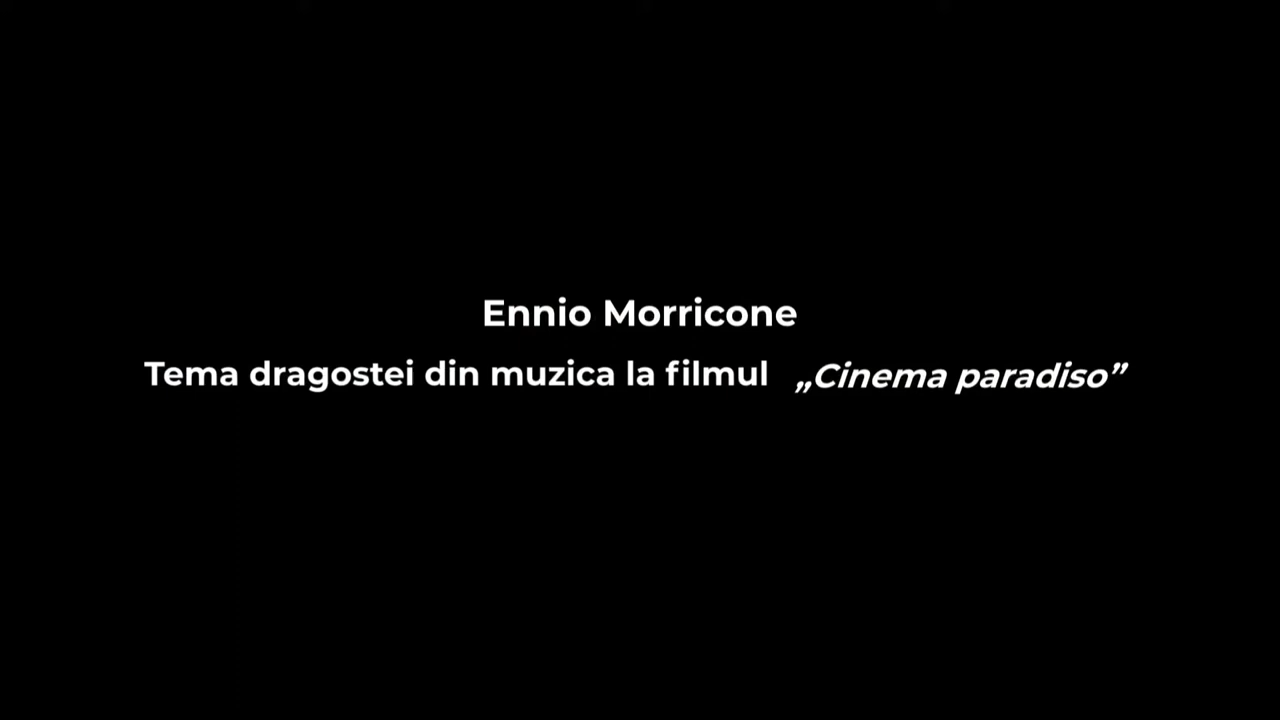 Ennio Morricone
Tema dragostei din muzica la filmul „Cinema paradiso”